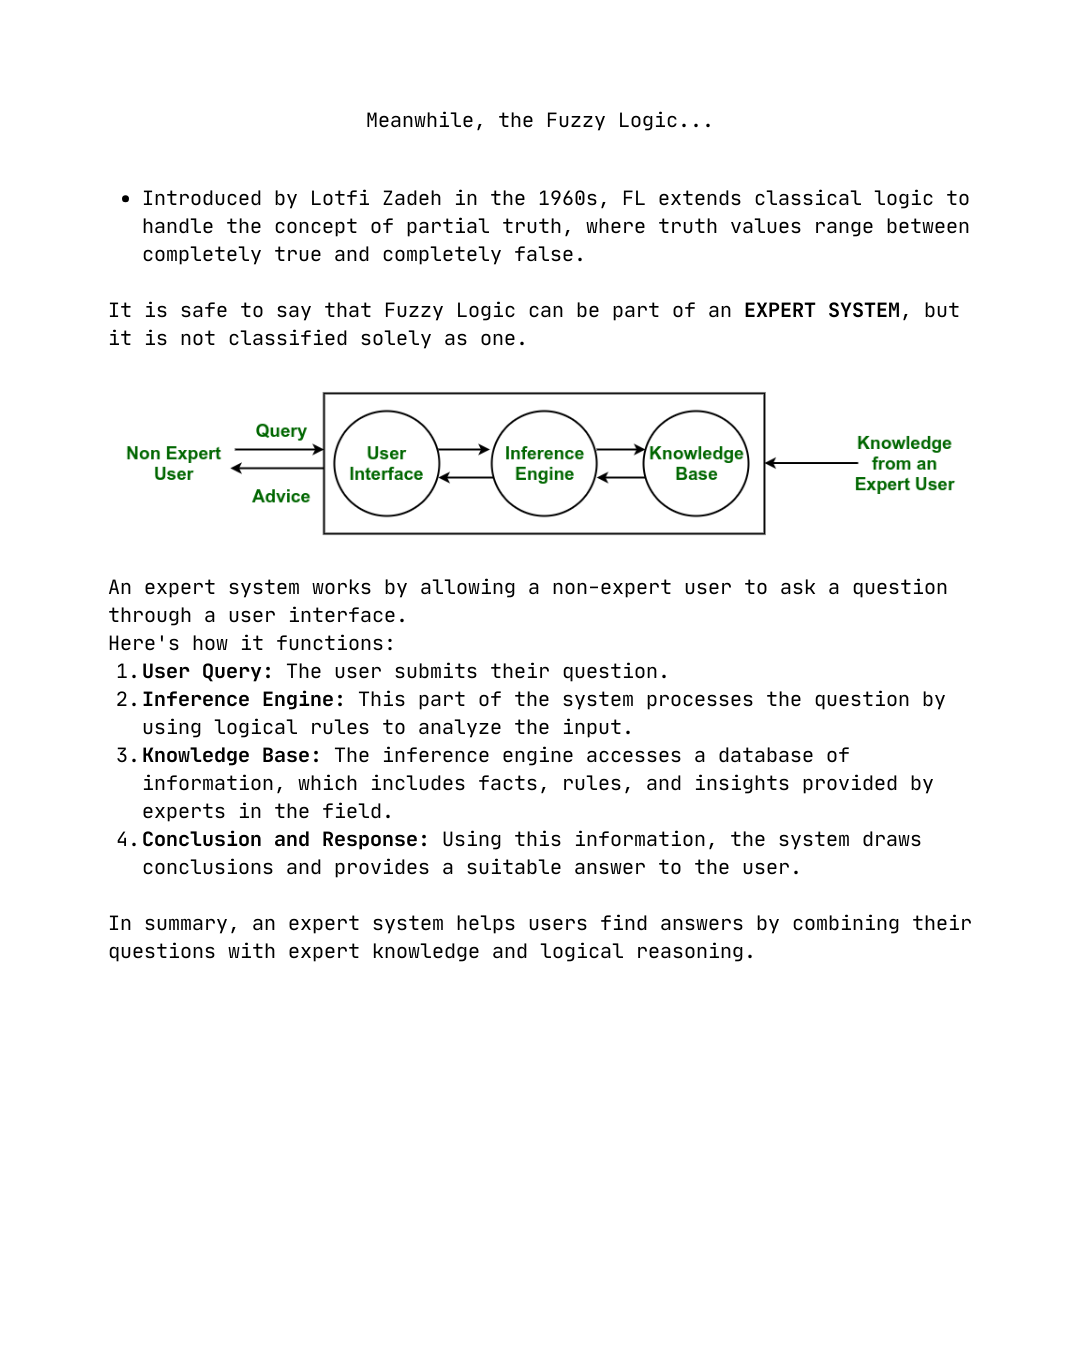 Meanwhile, the Fuzzy Logic...
• Introduced by Lotfi Zadeh in the 1960s, FL extends classical logic to
handle the concept of partial truth, where truth values range between
completely true and completely false.
It is safe to say that Fuzzy Logic can be part of an EXPERT SYSTEM, but
it is not classified solely as one.
Non Expert
User
Query
Advice
User
Interface
Inference
Engine
Knowledge
Base
Knowledge
from an
Expert User
An expert system works by allowing a non-expert user to ask a question
through a user interface.
Here's how it functions:
1. User Query: The user submits their question.
2. Inference Engine: This part of the system processes the question by
using logical rules to analyze the input.
3. Knowledge Base: The inference engine accesses a database of
information, which includes facts, rules, and insights provided by
experts in the field.
4. Conclusion and Response: Using this information, the system draws
conclusions and provides a suitable answer to the user.
In summary, an expert system helps users find answers by combining their
questions with expert knowledge and logical reasoning.